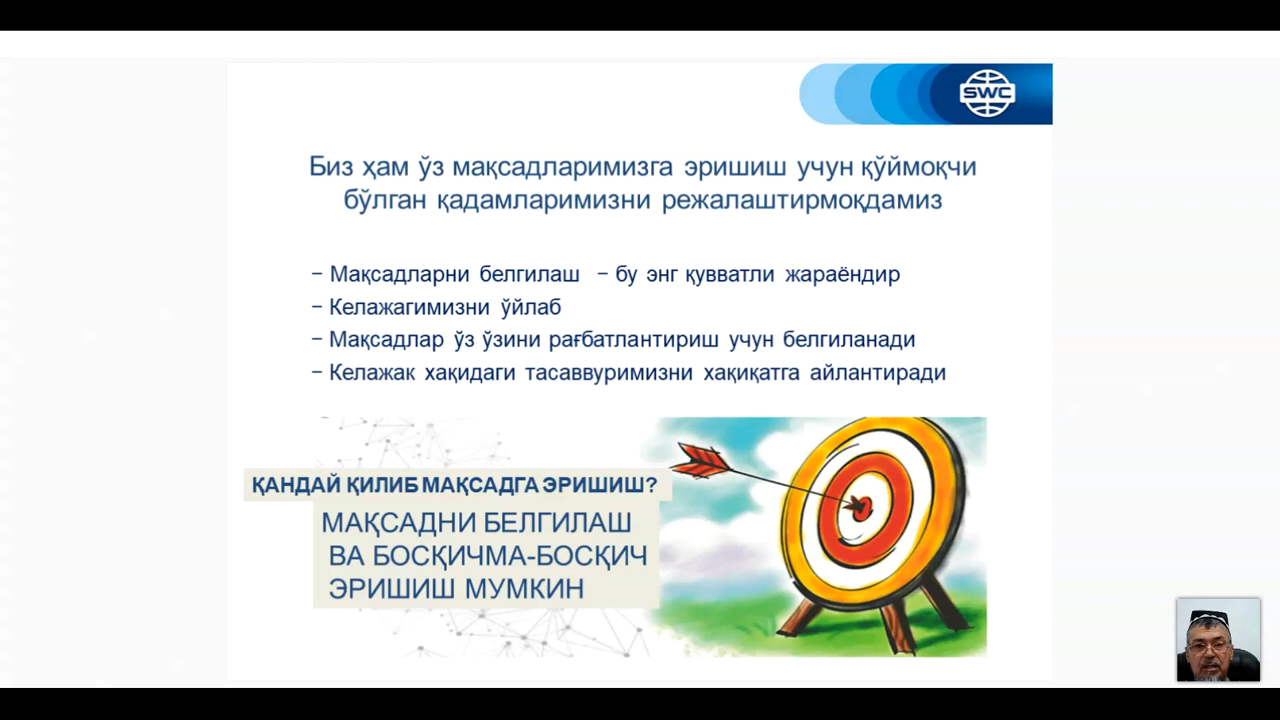 SWC
Биз ҳам ўз мақсадларимизга эришиш учун қўймоқчи
бўлган қадамларимизни режалаштирмоқдамиз
− Мақсадларни белгилаш − бу энг қувватли жараёндир
− Келажагимизни ўйлаб
− Мақсадлар ўз ўзини рағбатлантириш учун белгиланади
− Келажак хақидаги тасаввуримизни хақиқатга айлантиради
ҚАНДАЙ ҚИЛИБ МАҚСАДГА ЭРИШИШ?
МАҚСАДНИ БЕЛГИЛАШ
ВА БОСҚИЧМА-БОСҚИЧ
ЭРИШИШ МУМКИН